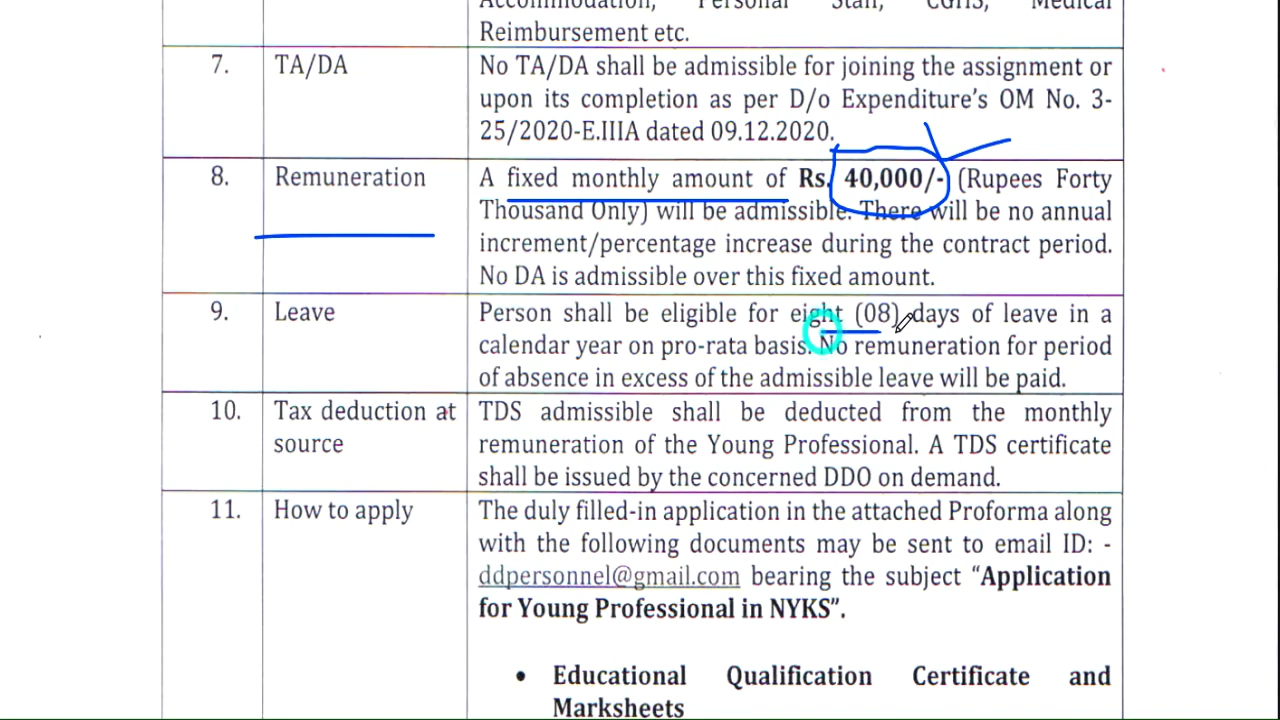 Accommodation, Personal Staff, CGHS, Medical
Reimbursement etc.
7. TA/DA No TA/DA shall be admissible for joining the assignment or
upon its completion as per D/o Expenditure's OM No. 3-
25/2020-E.IIIA dated 09.12.2020.
8. Remuneration A fixed monthly amount of Rs. 40,000/- (Rupees Forty
Thousand Only) will be admissible. There will be no annual
increment/percentage increase during the contract period.
No DA is admissible over this fixed amount.
9. Leave Person shall be eligible for eight (08) days of leave in a
calendar year on pro-rata basis. No remuneration for period
of absence in excess of the admissible leave will be paid.
10. Tax deduction at TDS admissible shall be deducted from the monthly
source remuneration of the Young Professional. A TDS certificate
shall be issued by the concerned DDO on demand.
11. How to apply The duly filled-in application in the attached Proforma along
with the following documents may be sent to email ID: -
ddpersonnel@gmail.com bearing the subject "Application
for Young Professional in NYKS".
• Educational Qualification Certificate and
Marksheets